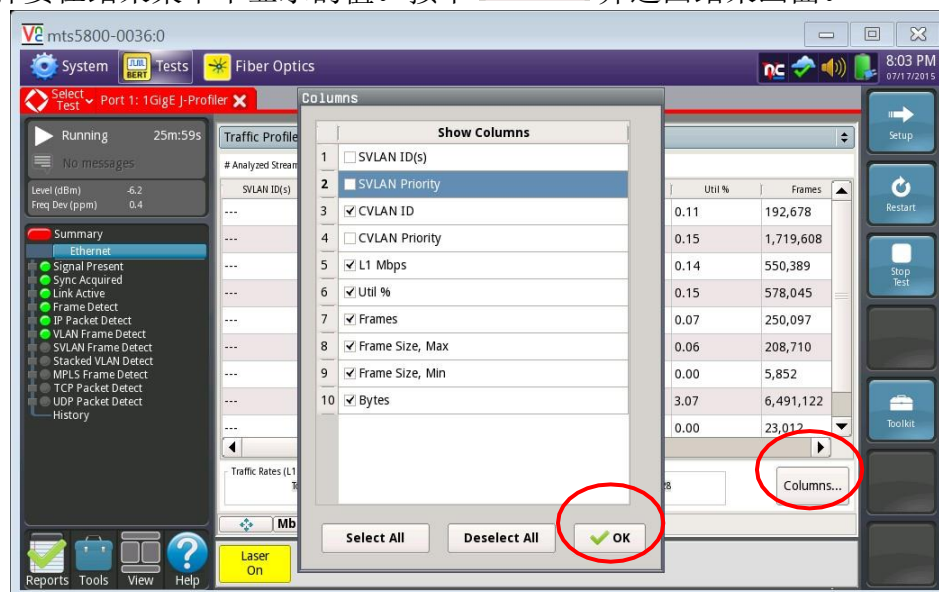 mts5800-0036:0
System
JUL
BERT
Tests
Fiber Optics
8:03 PM
07/17/2015
Select
Test
Port 1: 1GigE J-Profiler
Running 25m:59s
No messages
Level (dBm) -6.2
Freq Dev (ppm) 0.4
Summary
Ethernet
Signal Present
Sync Acquired
Link Active
Frame Detect
IP Packet Detect
VLAN Frame Detect
SVLAN Frame Detect
Stacked VLAN Detect
MPLS Frame Detect
TCP Packet Detect
UDP Packet Detect
History
Traffic Profile
# Analyzed Stream
SVLAN ID(s)
---
---
---
---
---
---
---
---
---
Traffic Rates (L1
Columns
Show Columns
1 SVLAN ID(s)
2 SVLAN Priority
3 CVLAN ID
4 CVLAN Priority
5 L1 Mbps
6 Util %
7 Frames
8 Frame Size, Max
9 Frame Size, Min
10 Bytes
Select All
Deselect All
OK
Util % Frames
0.11 192,678
0.15 1,719,608
0.14 550,389
0.15 578,045
0.07 250,097
0.06 208,710
0.00 5,852
3.07 6,491,122
0.00 23,012
Columns...
Mb
Laser
On
Setup
Restart
Stop
Test
Toolkit
Reports
Tools
View
Help